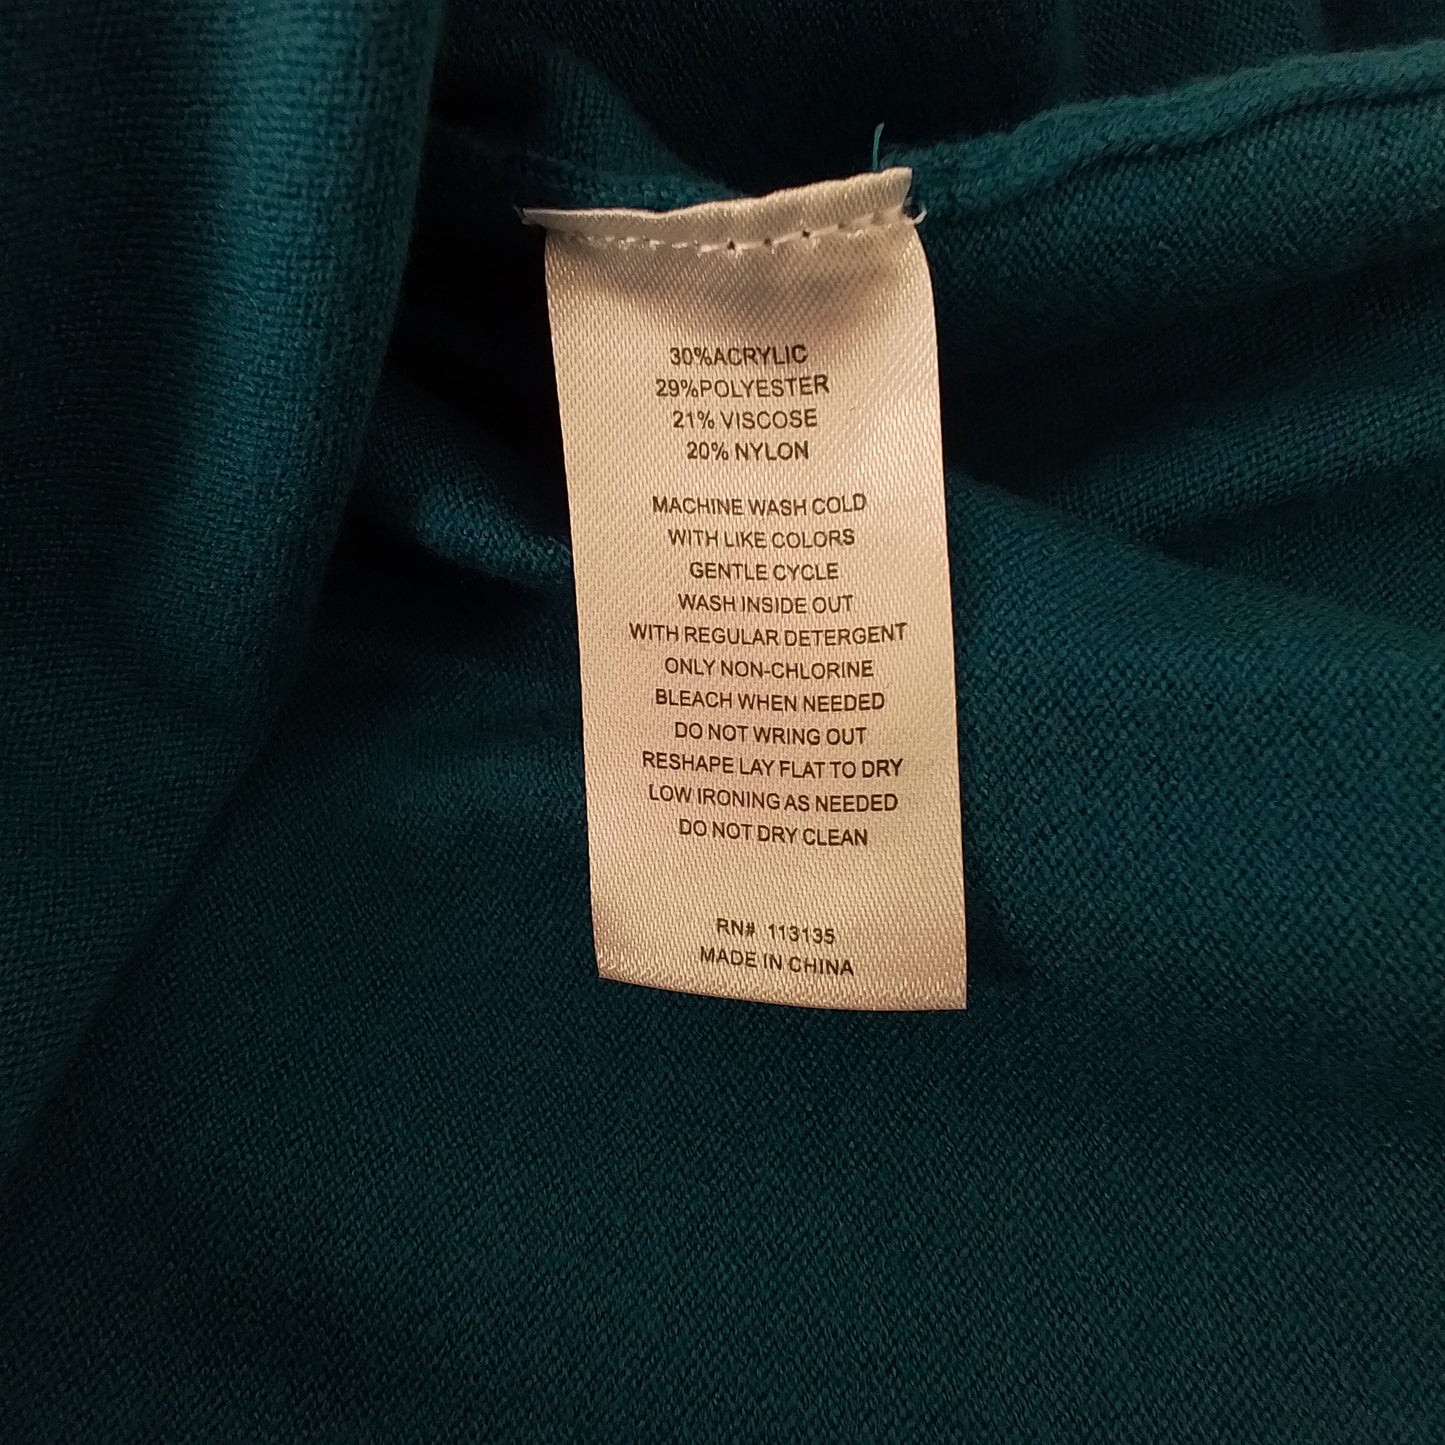 30%ACRYLIC
29%POLYESTER
21% VISCOSE
20% NYLON
MACHINE WASH COLD
WITH LIKE COLORS
GENTLE CYCLE
WASH INSIDE OUT
WITH REGULAR DETERGENT
ONLY NON-CHLORINE
BLEACH WHEN NEEDED
DO NOT WRING OUT
RESHAPE LAY FLAT TO DRY
LOW IRONING AS NEEDED
DO NOT DRY CLEAN
RN# 113135
MADE IN CHINA